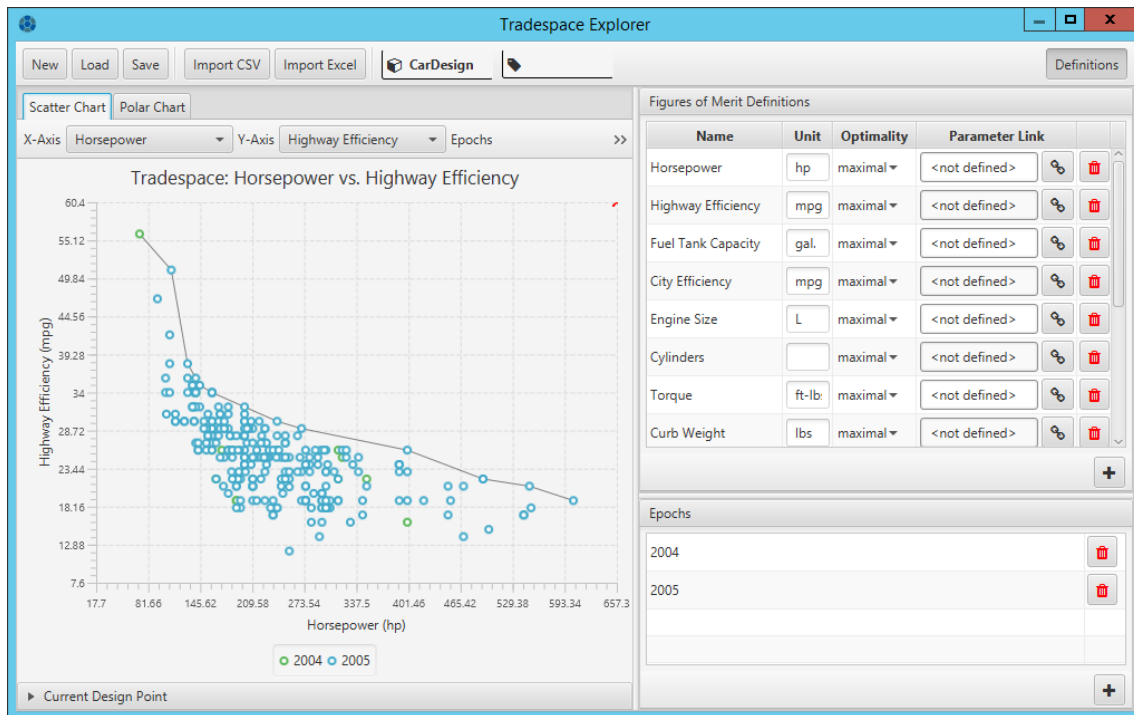 Tradespace Explorer
New Load Save Import CSV Import Excel CarDesign Definitions
Scatter Chart Polar Chart
X-Axis Horsepower Y-Axis Highway Efficiency Epochs >>
Tradespace: Horsepower vs. Highway Efficiency
60.4
55.12
49.84
44.56
39.28
34
28.72
23.44
18.16
12.88
7.6
Highway Efficiency (mpg)
17.7 81.66 145.62 209.58 273.54 337.5 401.46 465.42 529.38 593.34 657.3
Horsepower (hp)
2004 2005
Current Design Point
Figures of Merit Definitions
Name Unit Optimality Parameter Link
Horsepower hp maximal <not defined>
Highway Efficiency mpg maximal <not defined>
Fuel Tank Capacity gal. maximal <not defined>
City Efficiency mpg maximal <not defined>
Engine Size L maximal <not defined>
Cylinders maximal <not defined>
Torque ft-lb maximal <not defined>
Curb Weight lbs maximal <not defined>
+
Epochs
2004
2005
+